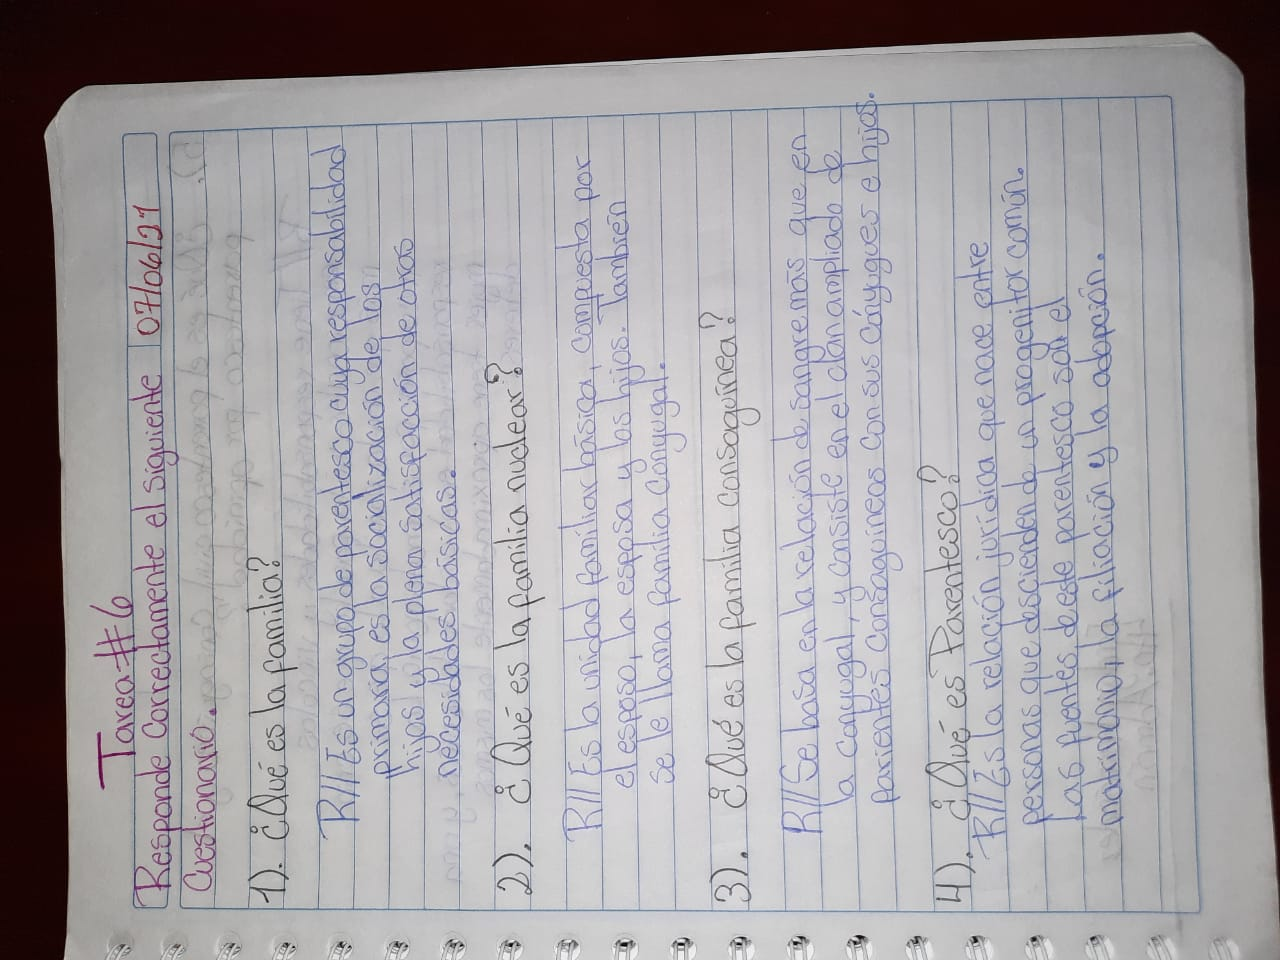 Tarea # 6
Responde Correctamente el siguiente 07/06/21
Cuestionario.
1). ¿Qué es la familia?
R// Es un grupo de parentesco cuya responsabilidad
primaria es la socialización de los
hijos y la plena satisfacción de otras
necesidades básicas.
2). ¿Qué es la familia nuclear?
R// Es la unidad familiar básica, compuesta por
el esposo, la esposa y los hijos. También
se le llama familia conyugal.
3). ¿Qué es la familia consaguínea?
R// Se basa en la relación de sangre más que en
la conyugal, y consiste en el clan ampliado de
parientes consaguíneos con sus cónyugues e hijos.
4). ¿Qué es Parentesco?
R// Es la relación jurídica que nace entre
personas que descienden de un progenitor común.
Las fuentes de este parentesco son el
matrimonio, la filiación y la adopción.